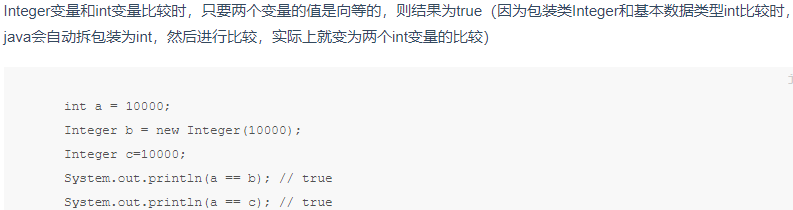 Integer变量和int变量比较时，只要两个变量的值是向等的，则结果为true（因为包装类Integer和基本数据类型int比较时，
java会自动拆包装为int，然后进行比较，实际上就变为两个int变量的比较）
int a = 10000;
Integer b = new Integer(10000);
Integer c=10000;
System.out.println(a == b); // true
System.out.println(a == c); // true